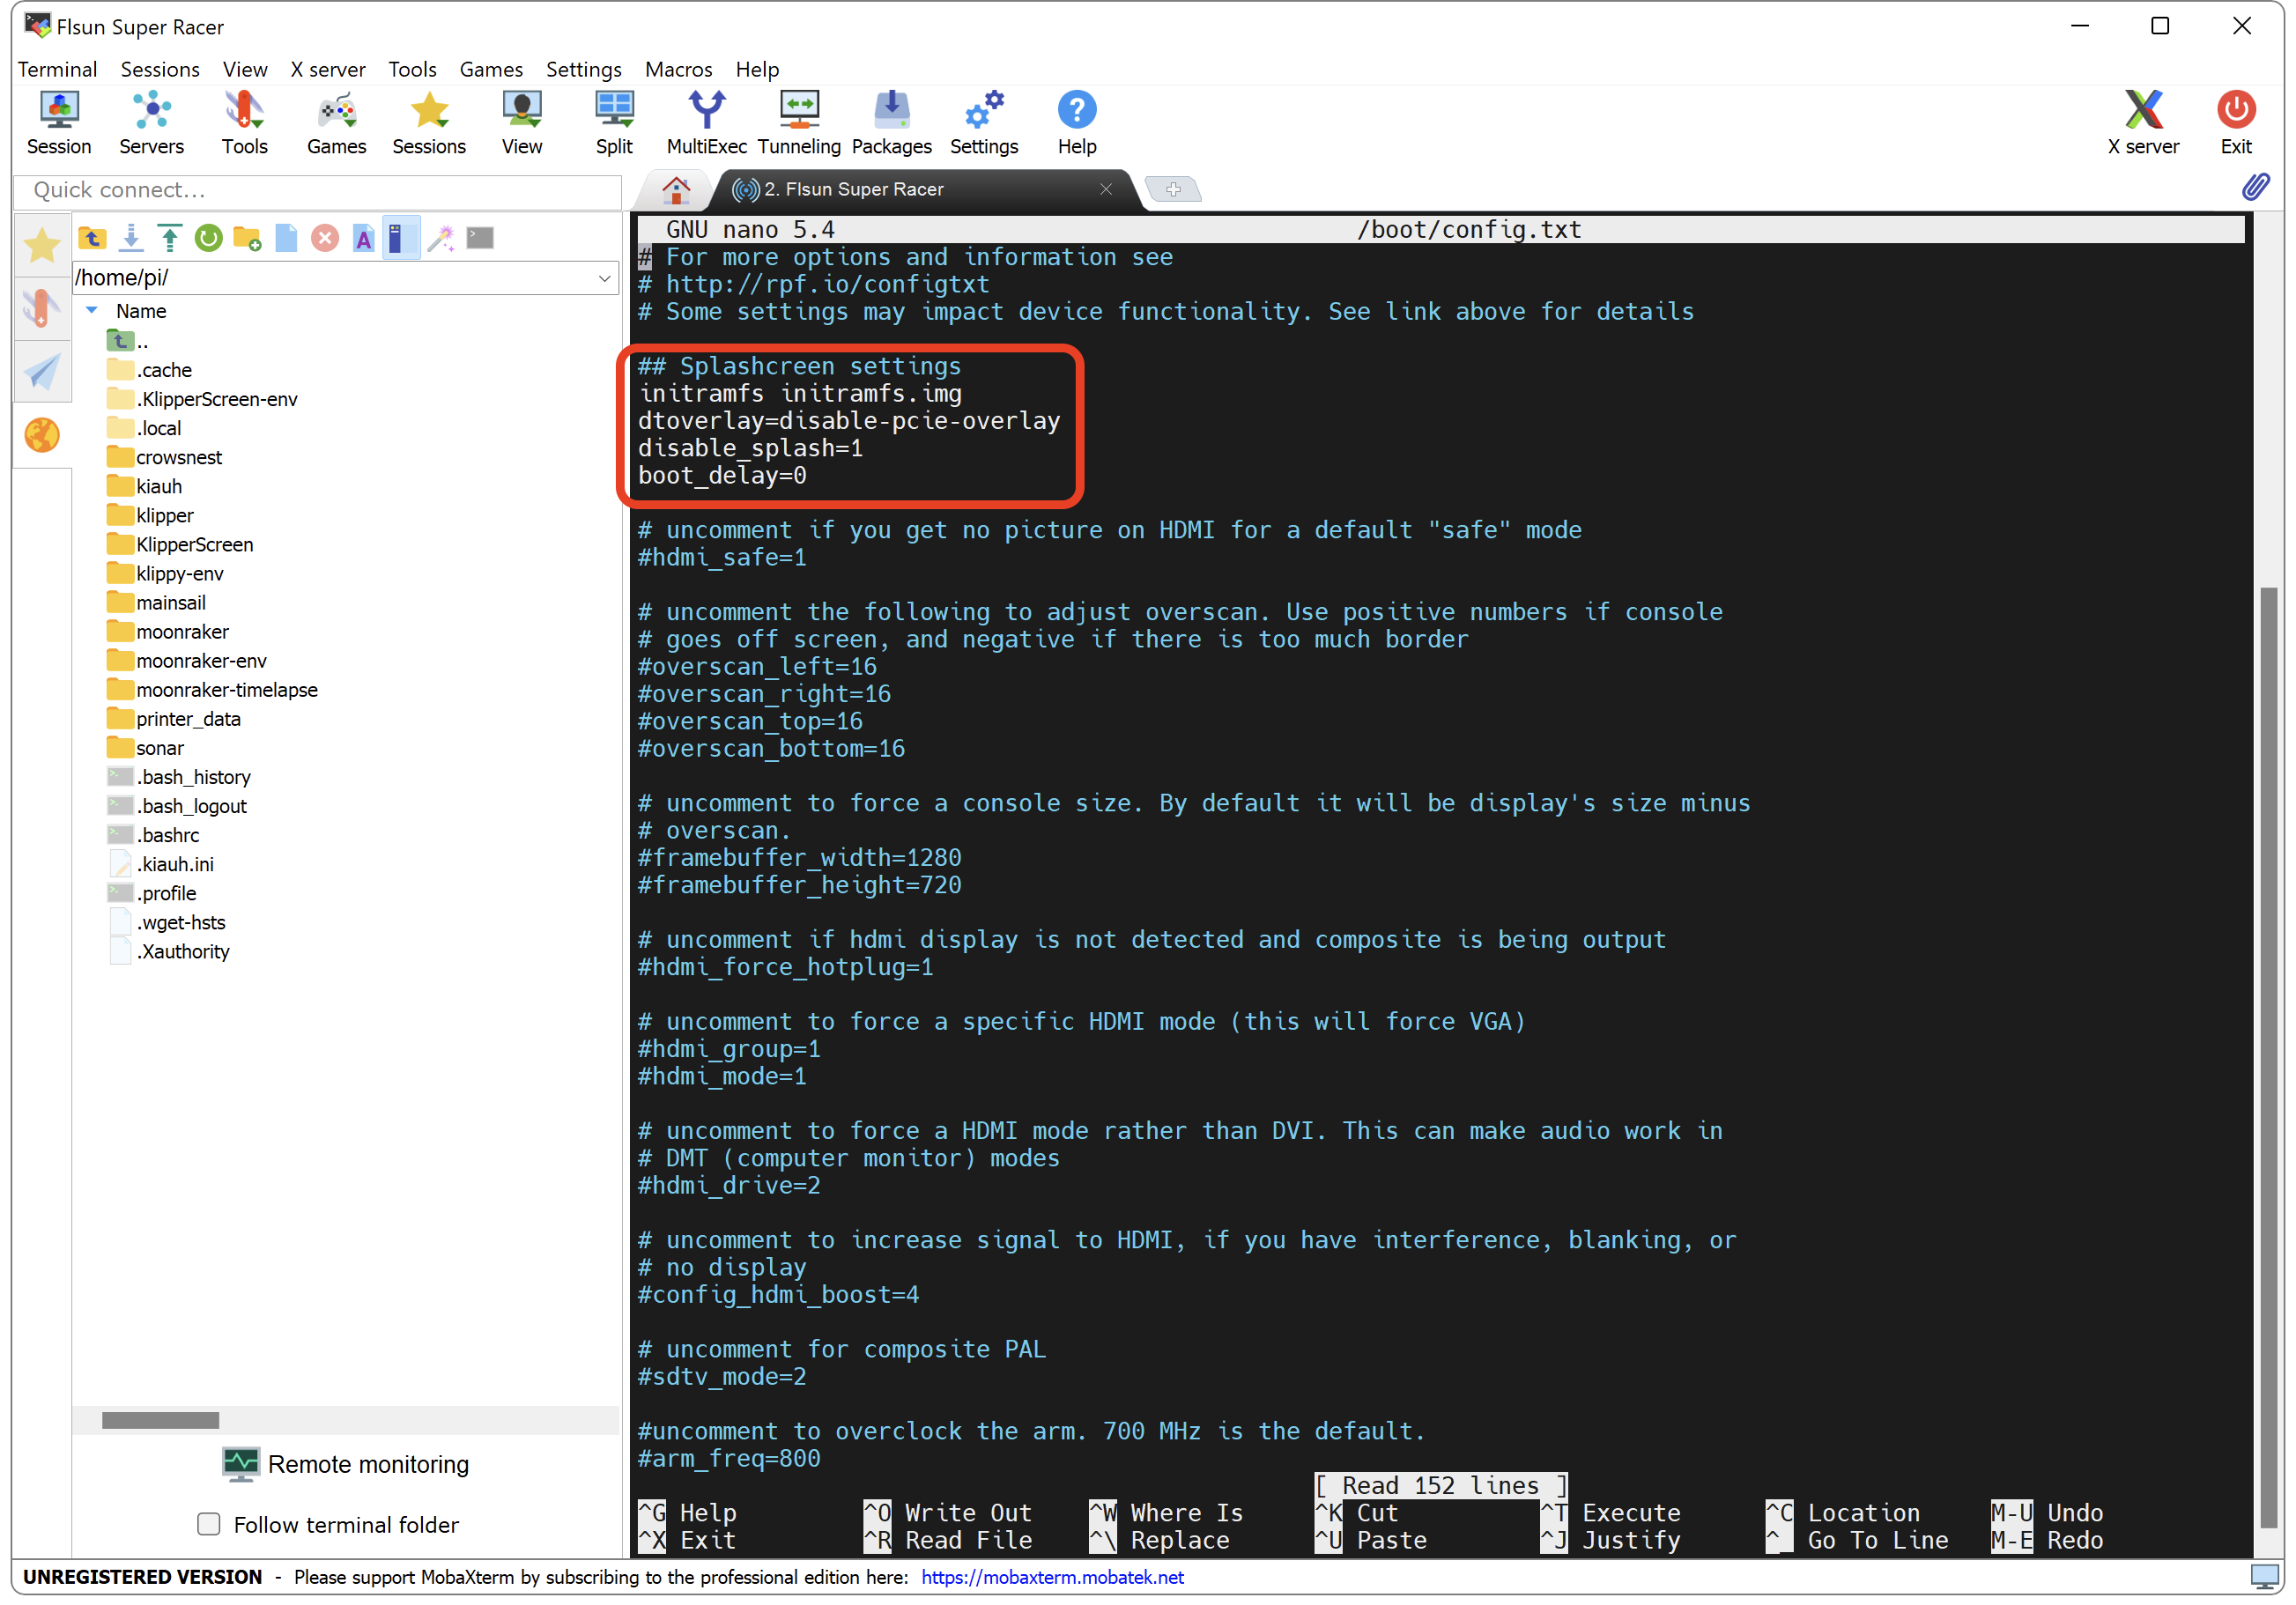 Flsun Super Racer
Terminal Sessions View X server Tools Games Settings Macros Help
Session Servers Tools Games Sessions View Split MultiExec Tunneling Packages Settings Help X server Exit
Quick connect...
2. Flsun Super Racer
/home/pi/
Name
..
.cache
.KlipperScreen-env
.local
crowsnest
kiauh
klipper
KlipperScreen
klippy-env
mainsail
moonraker
moonraker-env
moonraker-timelapse
printer_data
sonar
.bash_history
.bash_logout
.bashrc
.kiauh.ini
.profile
.wget-hsts
.Xauthority
Remote monitoring
Follow terminal folder
GNU nano 5.4 /boot/config.txt
# For more options and information see
# http://rpf.io/configtxt
# Some settings may impact device functionality. See link above for details
## Splashcreen settings
initramfs initramfs.img
dtoverlay=disable-pcie-overlay
disable_splash=1
boot_delay=0
# uncomment if you get no picture on HDMI for a default "safe" mode
#hdmi_safe=1
# uncomment the following to adjust overscan. Use positive numbers if console
# goes off screen, and negative if there is too much border
#overscan_left=16
#overscan_right=16
#overscan_top=16
#overscan_bottom=16
# uncomment to force a console size. By default it will be display's size minus
# overscan.
#framebuffer_width=1280
#framebuffer_height=720
# uncomment if hdmi display is not detected and composite is being output
#hdmi_force_hotplug=1
# uncomment to force a specific HDMI mode (this will force VGA)
#hdmi_group=1
#hdmi_mode=1
# uncomment to force a HDMI mode rather than DVI. This can make audio work in
# DMT (computer monitor) modes
#hdmi_drive=2
# uncomment to increase signal to HDMI, if you have interference, blanking, or
# no display
#config_hdmi_boost=4
# uncomment for composite PAL
#sdtv_mode=2
#uncomment to overclock the arm. 700 MHz is the default.
#arm_freq=800
[ Read 152 lines ]
^G Help ^O Write Out ^W Where Is ^K Cut ^T Execute ^C Location M-U Undo
^X Exit ^R Read File ^\ Replace ^U Paste ^J Justify ^_ Go To Line M-E Redo
UNREGISTERED VERSION - Please support MobaXterm by subscribing to the professional edition here: https://mobaxterm.mobatek.net